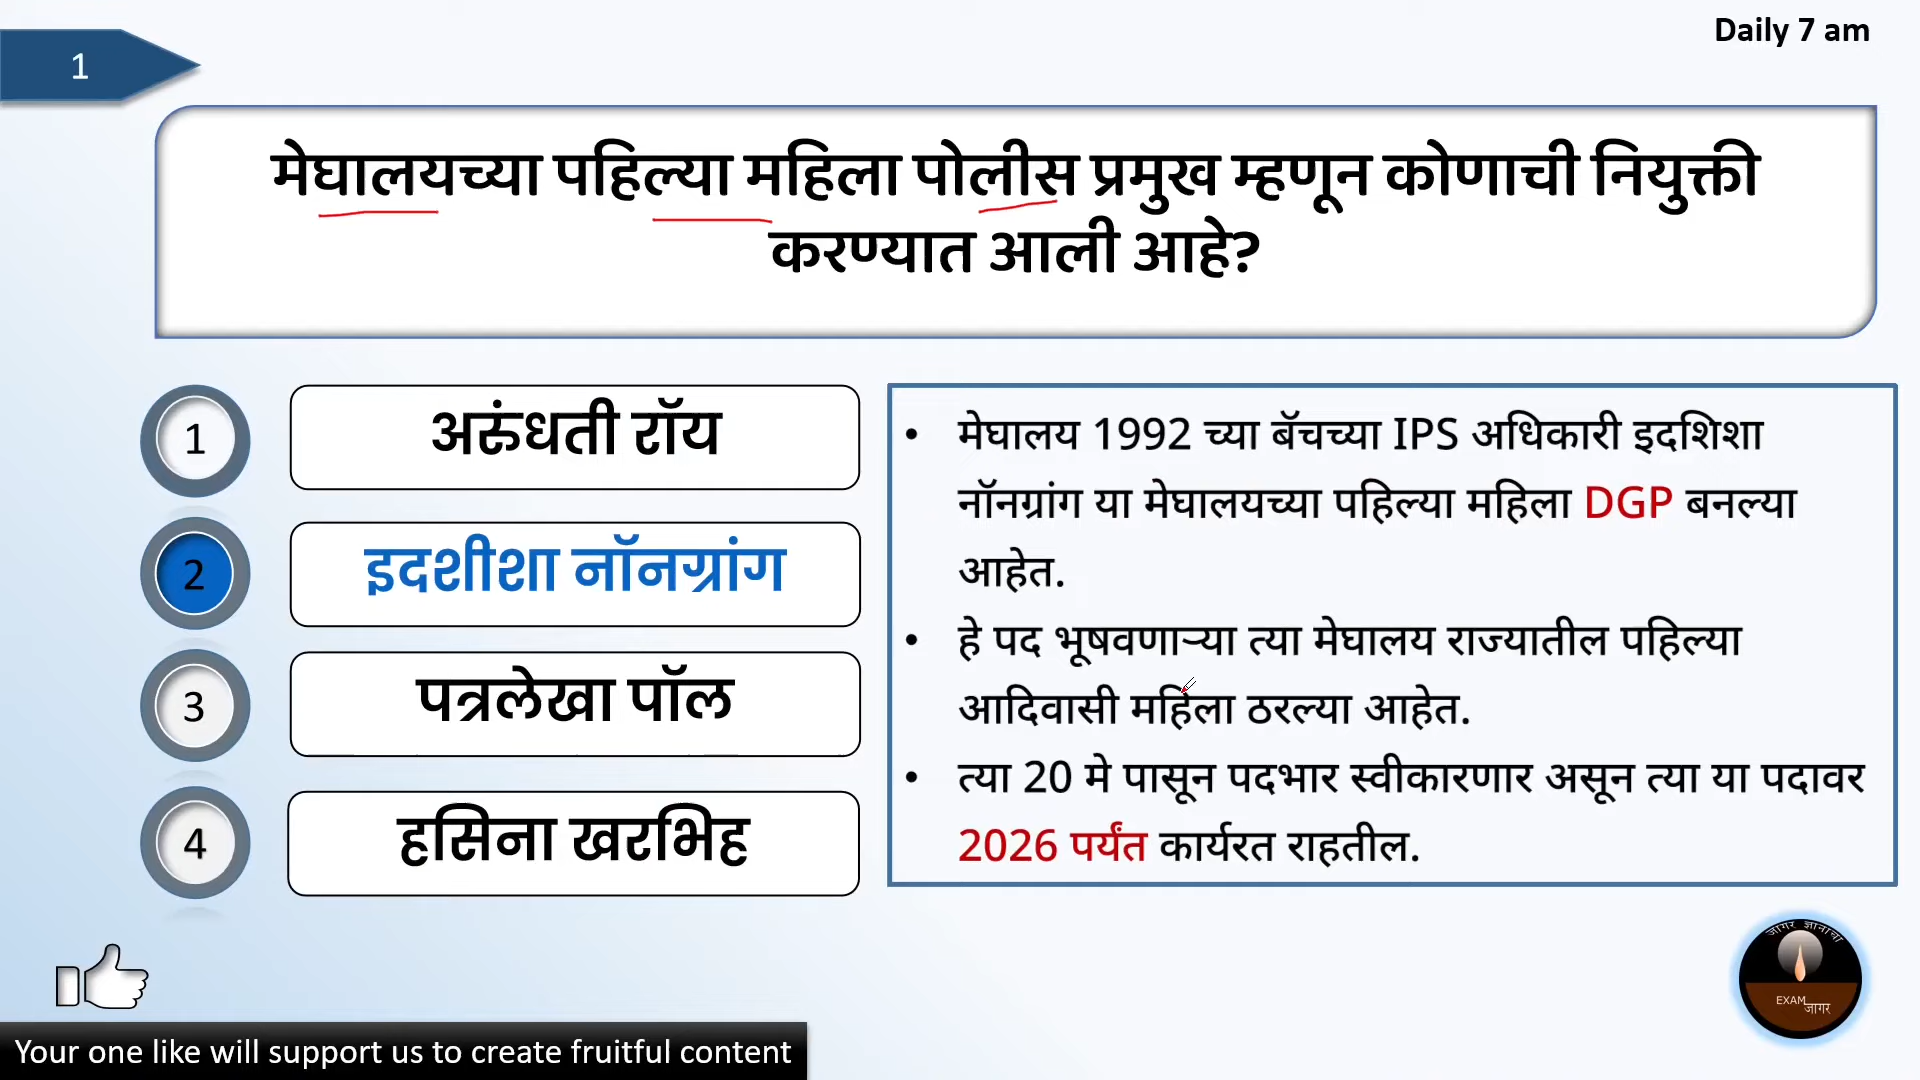 Daily 7 am
1
मेघालयच्या पहिल्या महिला पोलीस प्रमुख म्हणून कोणाची नियुक्ती
करण्यात आली आहे?
1
अरुंधती रॉय
2
इदशीशा नॉनग्रांग
3
पत्रलेखा पॉल
4
हसिना खरभिह
• मेघालय 1992 च्या बॅचच्या IPS अधिकारी इदशिशा
नॉनग्रांग या मेघालयच्या पहिल्या महिला DGP बनल्या
आहेत.
• हे पद भूषवणाऱ्या त्या मेघालय राज्यातील पहिल्या
आदिवासी महिला ठरल्या आहेत.
• त्या 20 मे पासून पदभार स्वीकारणार असून त्या या पदावर
2026 पर्यंत कार्यरत राहतील.
जागर ज्ञानाचा
EXAM
जागर
Your one like will support us to create fruitful content